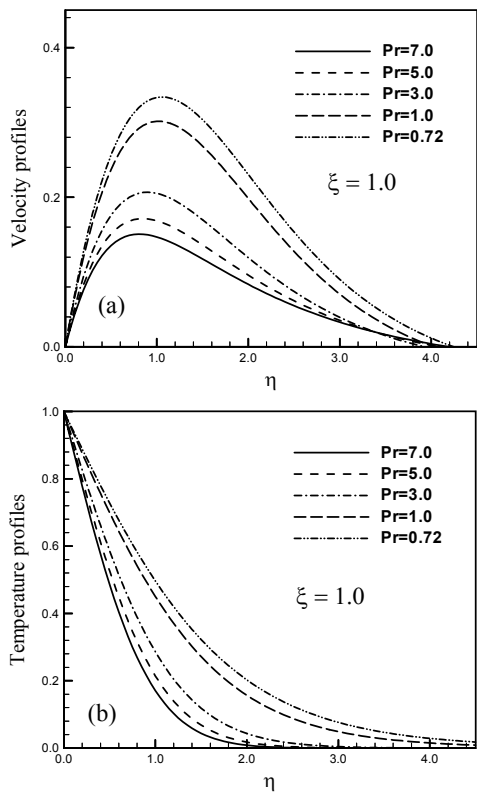 0.4
Pr=7.0
Pr=5.0
Pr=3.0
Pr=1.0
Pr=0.72
Velocity profiles
ξ = 1.0
0.2
(a)
0.0
0.0 1.0 2.0 3.0 4.0
η
1.0
Pr=7.0
Pr=5.0
0.8
Pr=3.0
Pr=1.0
Pr=0.72
0.6
Temperature profiles
ξ = 1.0
0.4
0.2
(b)
0.0
0.0 1.0 2.0 3.0 4.0
η